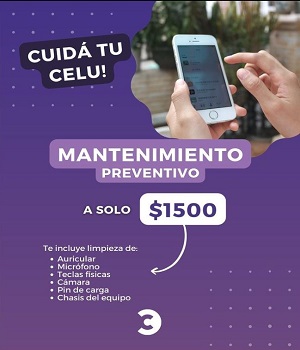 CUIDÁ TU
CELU!
MANTENIMIENTO
PREVENTIVO
A SOLO $1500
Te incluye limpieza de:
• Auricular
• Micrófono
• Teclas físicas
• Cámara
• Pin de carga
• Chasis del equipo